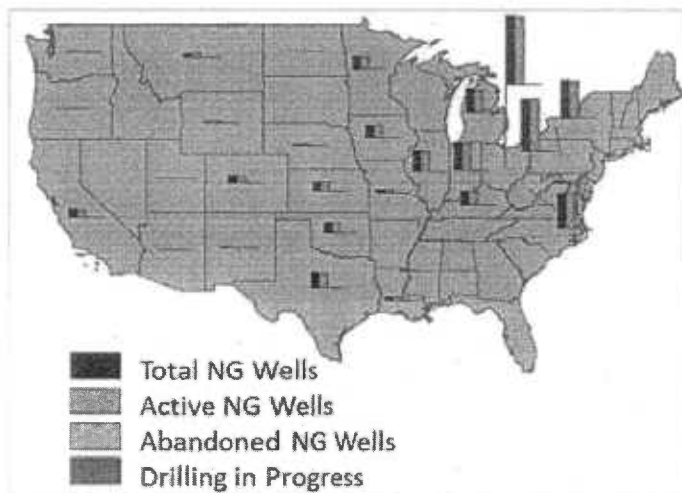 Total NG Wells
Active NG Wells
Abandoned NG Wells
Drilling in Progress